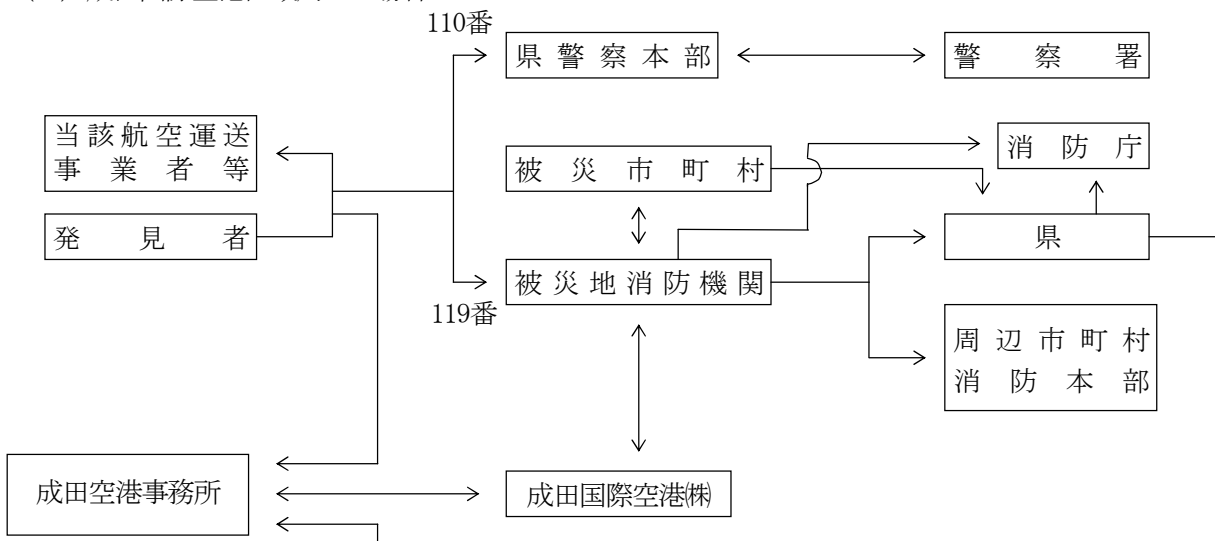 110番
県警察本部
警察署
当該航空運送
事業者等
被災市町村
消防庁
発見者
県
被災地消防機関
119番
周辺市町村
消防本部
成田空港事務所
成田国際空港㈱